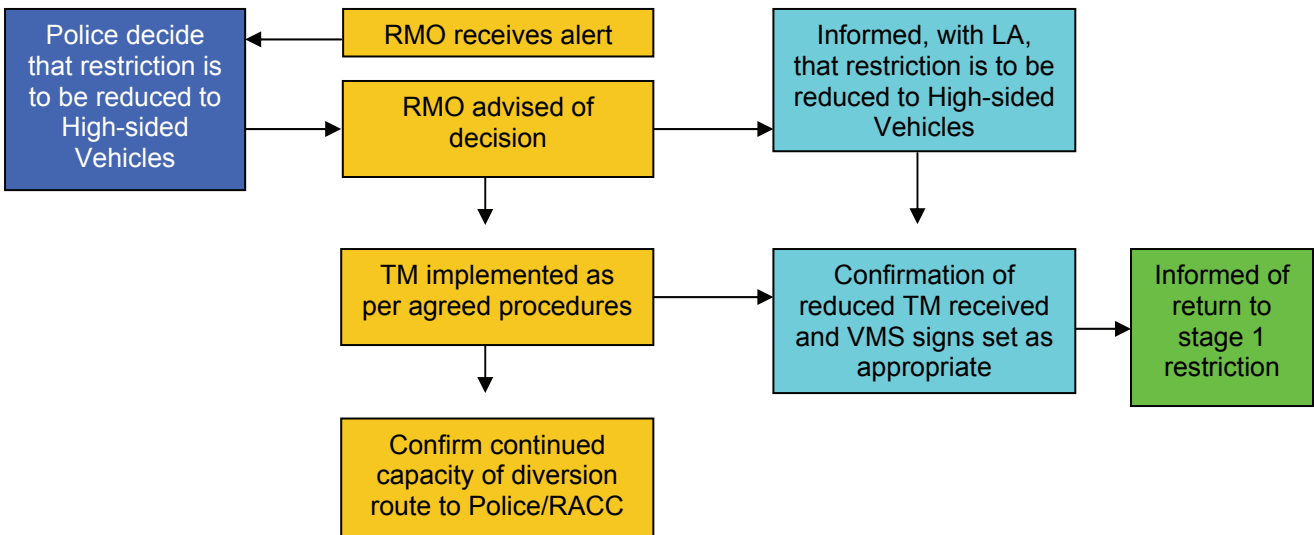 Police decide
that restriction is
to be reduced to
High-sided
Vehicles
RMO receives alert
RMO advised of
decision
Informed, with LA,
that restriction is to be
reduced to High-sided
Vehicles
TM implemented as
per agreed procedures
Confirmation of
reduced TM received
and VMS signs set as
appropriate
Informed of
return to
stage 1
restriction
Confirm continued
capacity of diversion
route to Police/RACC